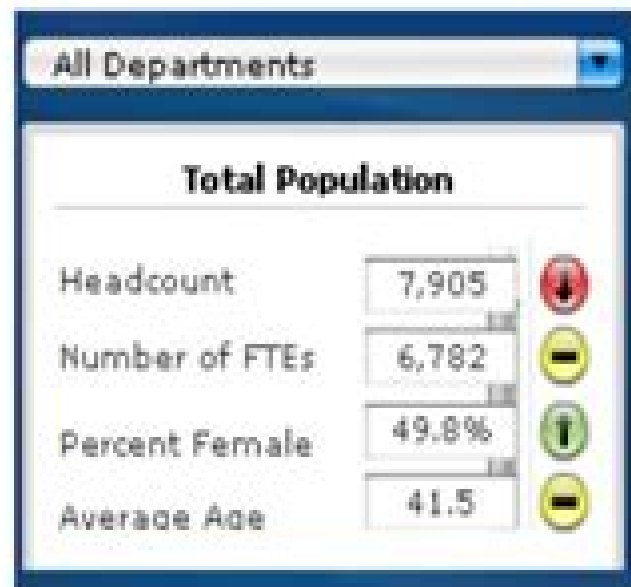 All Departments
Total Population
Headcount 7,905
Number of FTEs 6,782
Percent Female 49.8%
Average Age 41.5